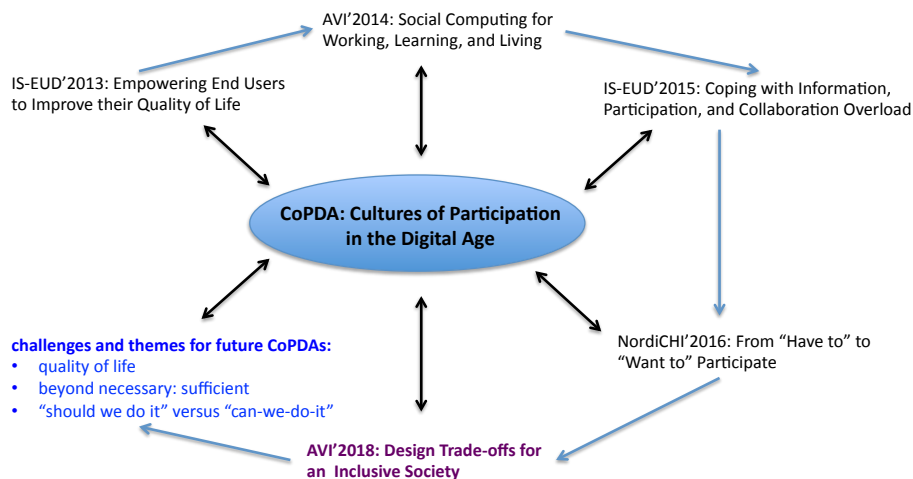 AVI’2014: Social Computing for
Working, Learning, and Living
IS-EUD’2013: Empowering End Users
to Improve their Quality of Life
IS-EUD’2015: Coping with Information,
Participation, and Collaboration Overload
CoPDA: Cultures of Participation
in the Digital Age
challenges and themes for future CoPDAs:
• quality of life
• beyond necessary: sufficient
• “should we do it” versus “can-we-do-it”
NordiCHI’2016: From “Have to” to
“Want to” Participate
AVI’2018: Design Trade-offs for
an Inclusive Society